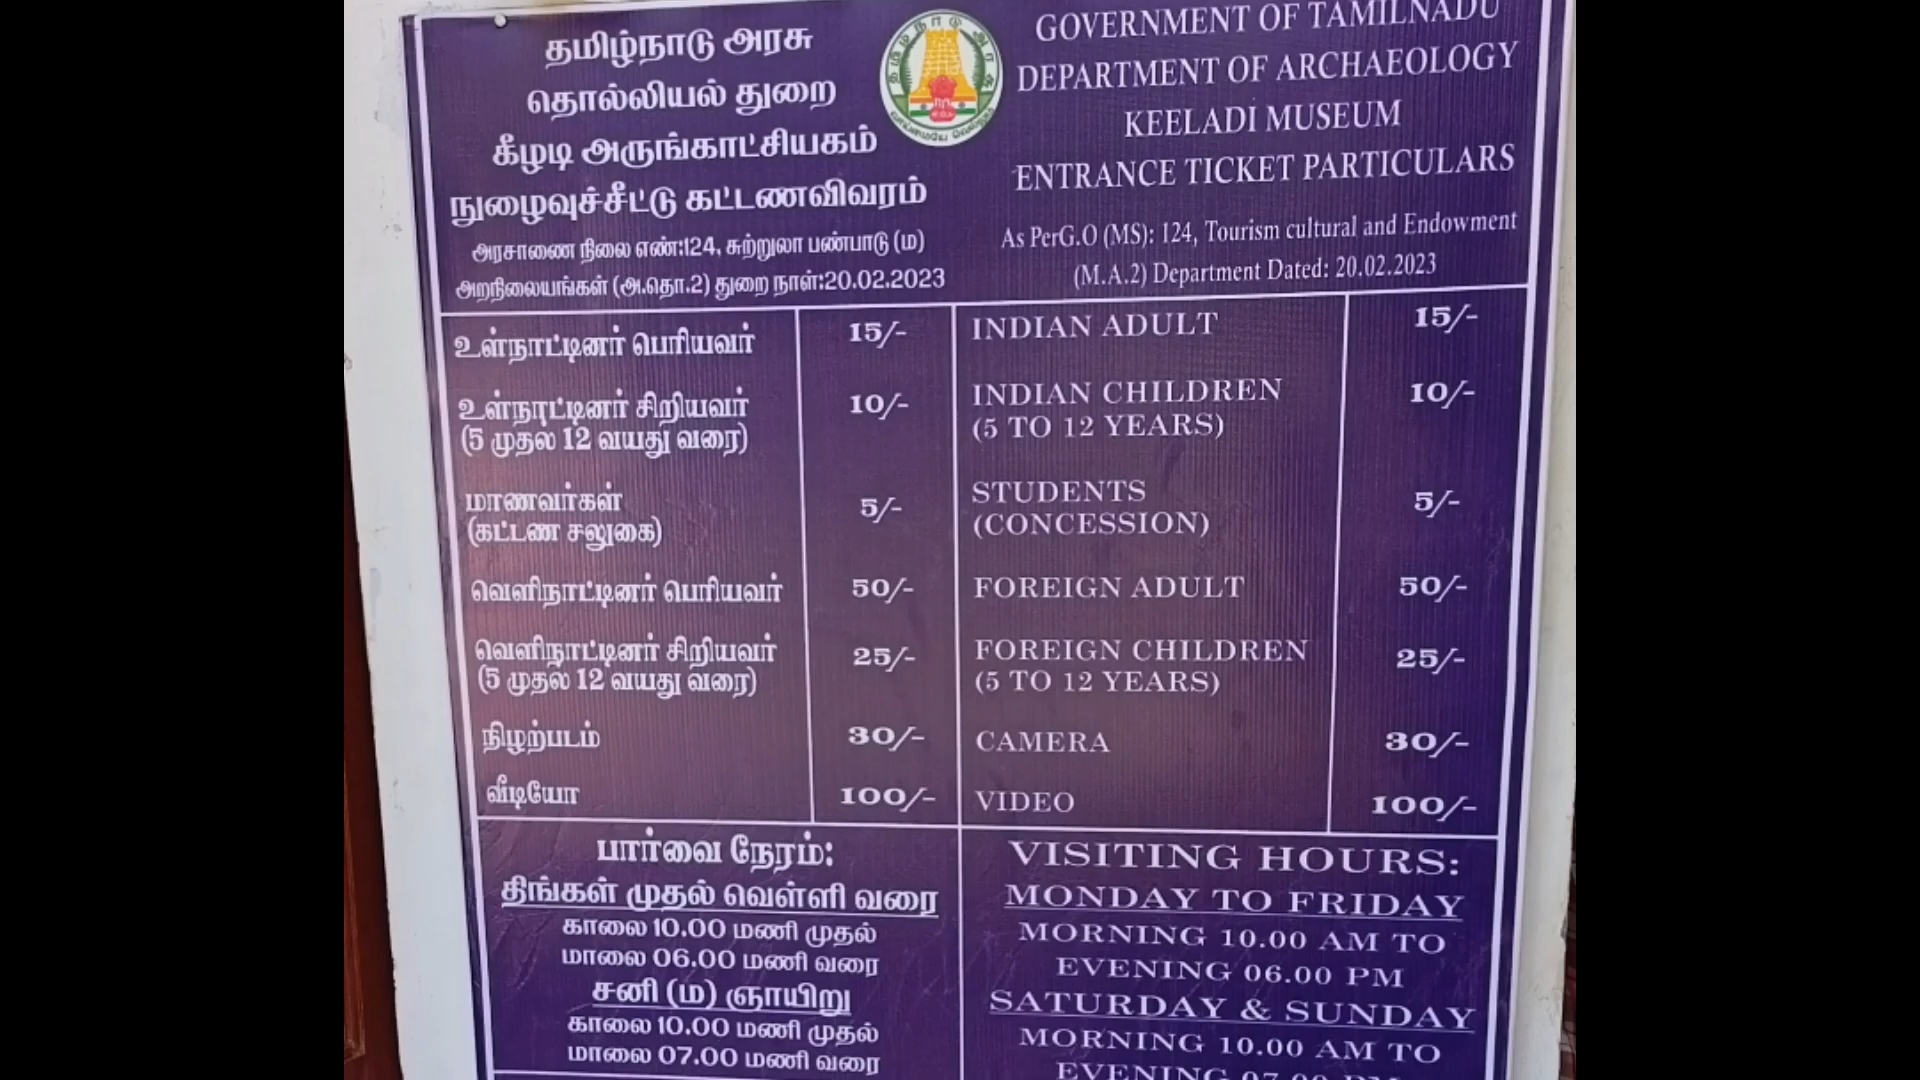 தமிழ்நாடு அரசு
தொல்லியல் துறை
கீழடி அருங்காட்சியகம்
நுழைவுச்சீட்டு கட்டணவிவரம்
அரசாணை நிலை எண்:124, சுற்றுலா பண்பாடு (ம)
அறநிலையங்கள் (அ.தொ.2) துறை நாள்:20.02.2023
தமிழ்நாடு அரசு
வாய்மையே வெல்லும்
GOVERNMENT OF TAMILNADU
DEPARTMENT OF ARCHAEOLOGY
KEELADI MUSEUM
ENTRANCE TICKET PARTICULARS
As PerG.O (MS): 124, Tourism cultural and Endowment
(M.A.2) Department Dated: 20.02.2023
உள்நாட்டினர் பெரியவர் 15/- INDIAN ADULT 15/-
உள்நாட்டினர் சிறியவர் 10/- INDIAN CHILDREN 10/-
(5 முதல் 12 வயது வரை) (5 TO 12 YEARS)
மாணவர்கள் 5/- STUDENTS 5/-
(கட்டண சலுகை) (CONCESSION)
வெளிநாட்டினர் பெரியவர் 50/- FOREIGN ADULT 50/-
வெளிநாட்டினர் சிறியவர் 25/- FOREIGN CHILDREN 25/-
(5 முதல் 12 வயது வரை) (5 TO 12 YEARS)
நிழற்படம் 30/- CAMERA 30/-
வீடியோ 100/- VIDEO 100/-
பார்வை நேரம்:
திங்கள் முதல் வெள்ளி வரை
காலை 10.00 மணி முதல்
மாலை 06.00 மணி வரை
சனி (ம) ஞாயிறு
காலை 10.00 மணி முதல்
மாலை 07.00 மணி வரை
VISITING HOURS:
MONDAY TO FRIDAY
MORNING 10.00 AM TO
EVENING 06.00 PM
SATURDAY & SUNDAY
MORNING 10.00 AM TO
EVENING 07.00 PM